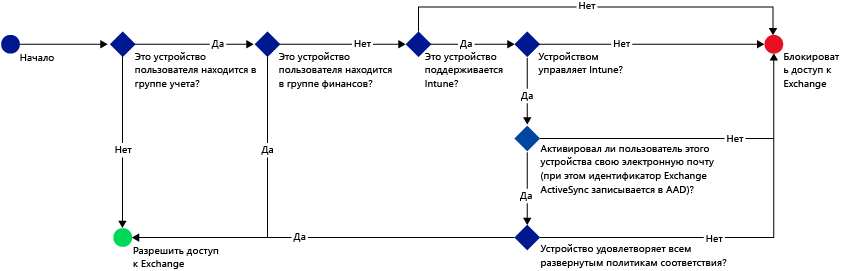 Нет
Да
Нет
Да
Нет
Начало
Это устройство
пользователя находится в
группе учета?
Это устройство
пользователя находится
в группе финансов?
Это устройство
поддерживается
Intune?
Устройством
управляет Intune?
Блокироват
ь доступ к
Exchange
Да
Нет
Активировал ли пользователь этого
устройства свою электронную почту
(при этом идентификатор Exchange
ActiveSync записывается в AAD)?
Нет
Да
Да
Да
Нет
Разрешить доступ
к Exchange
Устройство удовлетворяет всем
развернутым политикам соответствия?